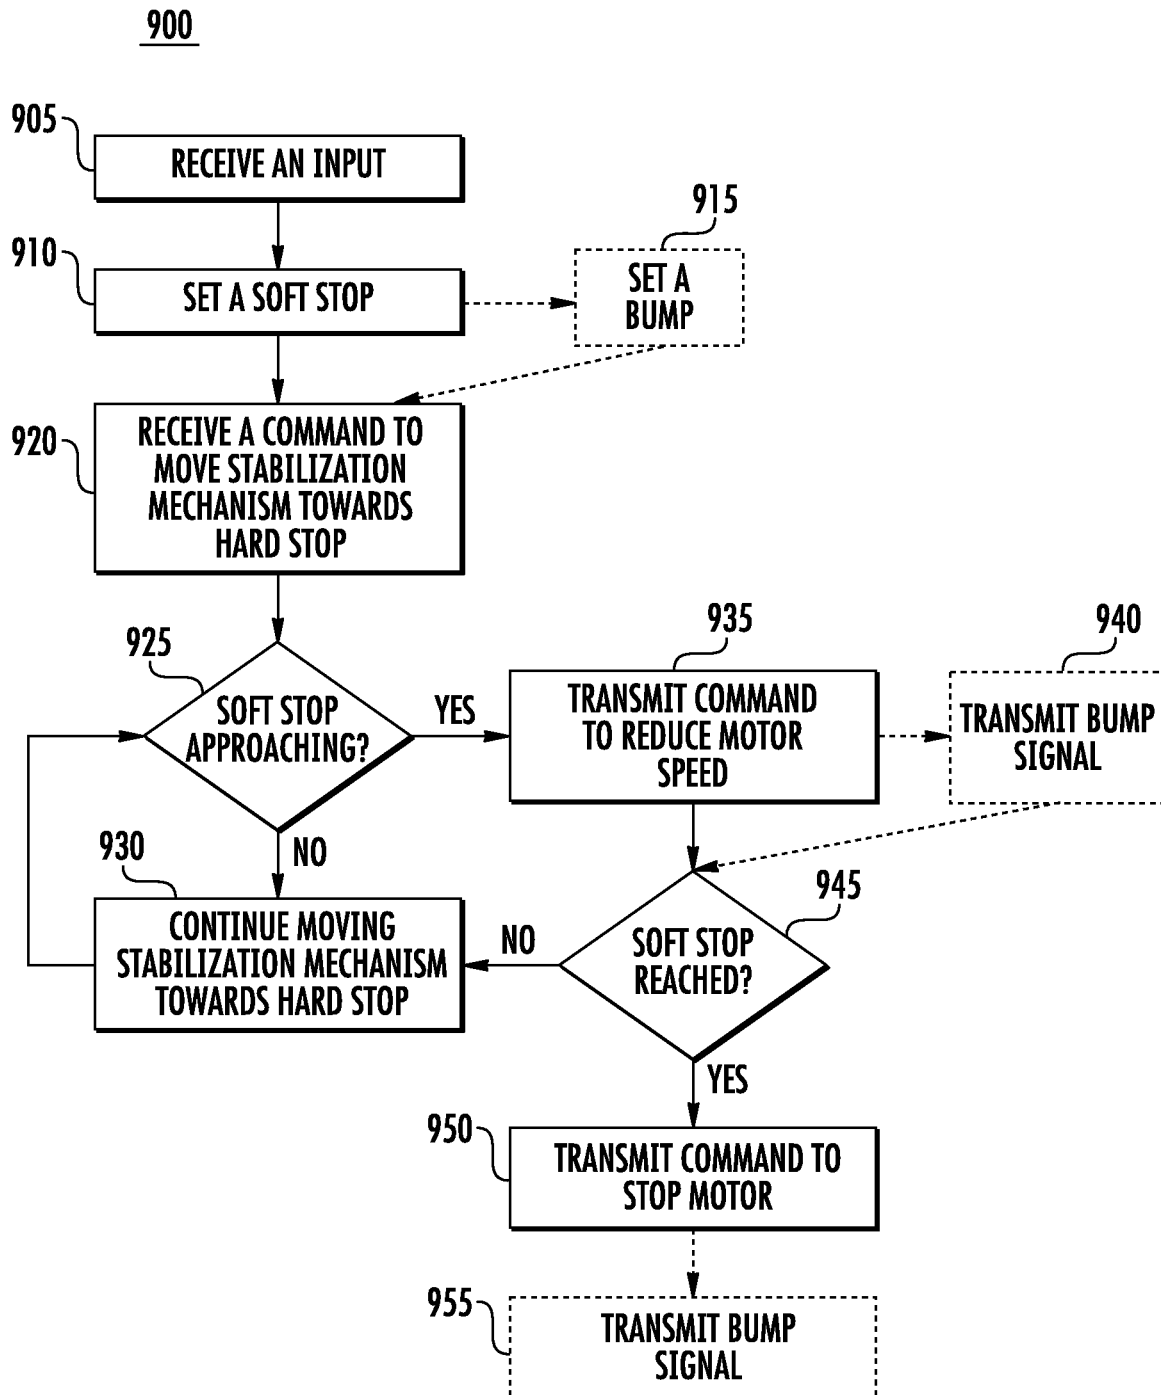 900
905
RECEIVE AN INPUT
910
SET A SOFT STOP
915
SET A
BUMP
920
RECEIVE A COMMAND TO
MOVE STABILIZATION
MECHANISM TOWARDS
HARD STOP
925
SOFT STOP
APPROACHING?
YES
NO
935
TRANSMIT COMMAND
TO REDUCE MOTOR
SPEED
940
TRANSMIT BUMP
SIGNAL
930
CONTINUE MOVING
STABILIZATION MECHANISM
TOWARDS HARD STOP
NO
945
SOFT STOP
REACHED?
YES
950
TRANSMIT COMMAND TO
STOP MOTOR
955
TRANSMIT BUMP
SIGNAL